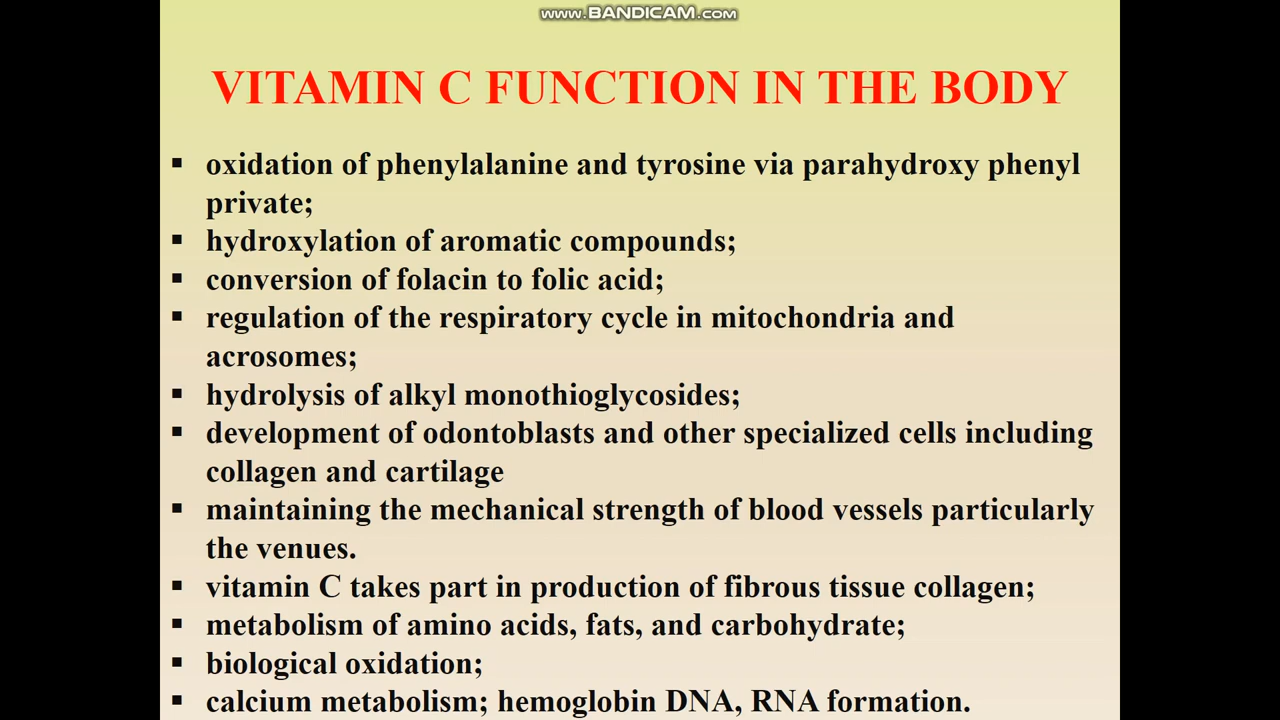 www.BANDICAM.com
VITAMIN C FUNCTION IN THE BODY
▪ oxidation of phenylalanine and tyrosine via parahydroxy phenyl
private;
▪ hydroxylation of aromatic compounds;
▪ conversion of folacin to folic acid;
▪ regulation of the respiratory cycle in mitochondria and
acrosomes;
▪ hydrolysis of alkyl monothioglycosides;
▪ development of odontoblasts and other specialized cells including
collagen and cartilage
▪ maintaining the mechanical strength of blood vessels particularly
the venues.
▪ vitamin C takes part in production of fibrous tissue collagen;
▪ metabolism of amino acids, fats, and carbohydrate;
▪ biological oxidation;
▪ calcium metabolism; hemoglobin DNA, RNA formation.